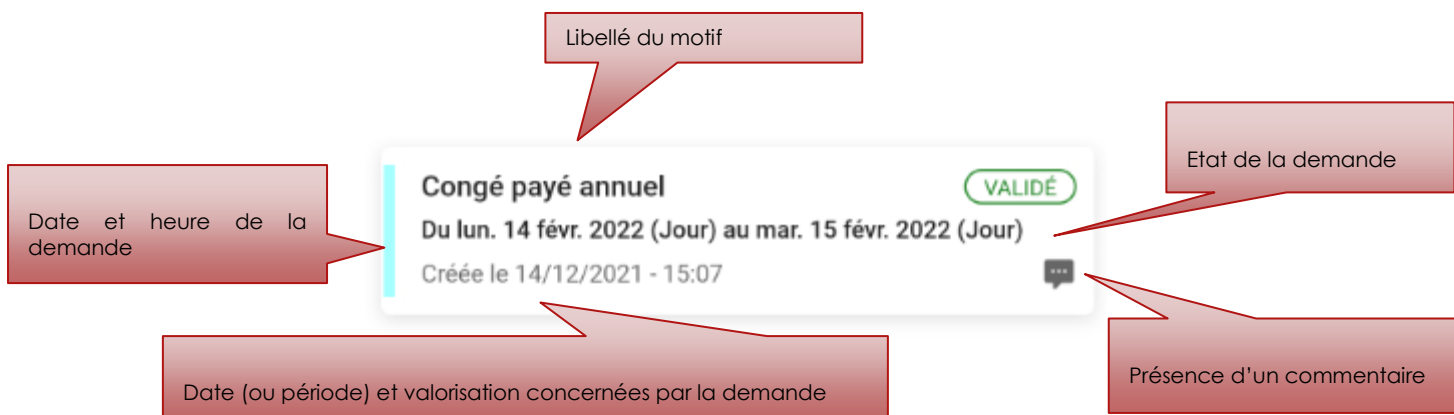 Libellé du motif
Etat de la demande
Date et heure de la
demande
Congé payé annuel
VALIDÉ
Du lun. 14 févr. 2022 (Jour) au mar. 15 févr. 2022 (Jour)
Créée le 14/12/2021 - 15:07
Présence d’un commentaire
Date (ou période) et valorisation concernées par la demande